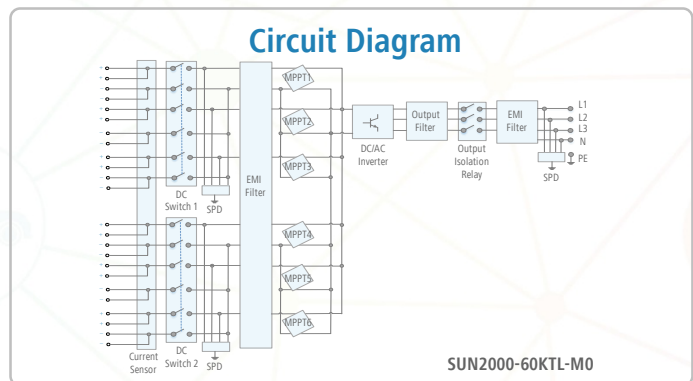 Circuit Diagram
MPPT1
MPPT2
MPPT3
MPPT4
MPPT5
MPPT6
EMI
Filter
DC
Switch 1
SPD
Current
Sensor
DC
Switch 2
SPD
DC/AC
Inverter
Output
Filter
Output
Isolation
Relay
EMI
Filter
L1
L2
L3
N
PE
SPD
SUN2000-60KTL-M0